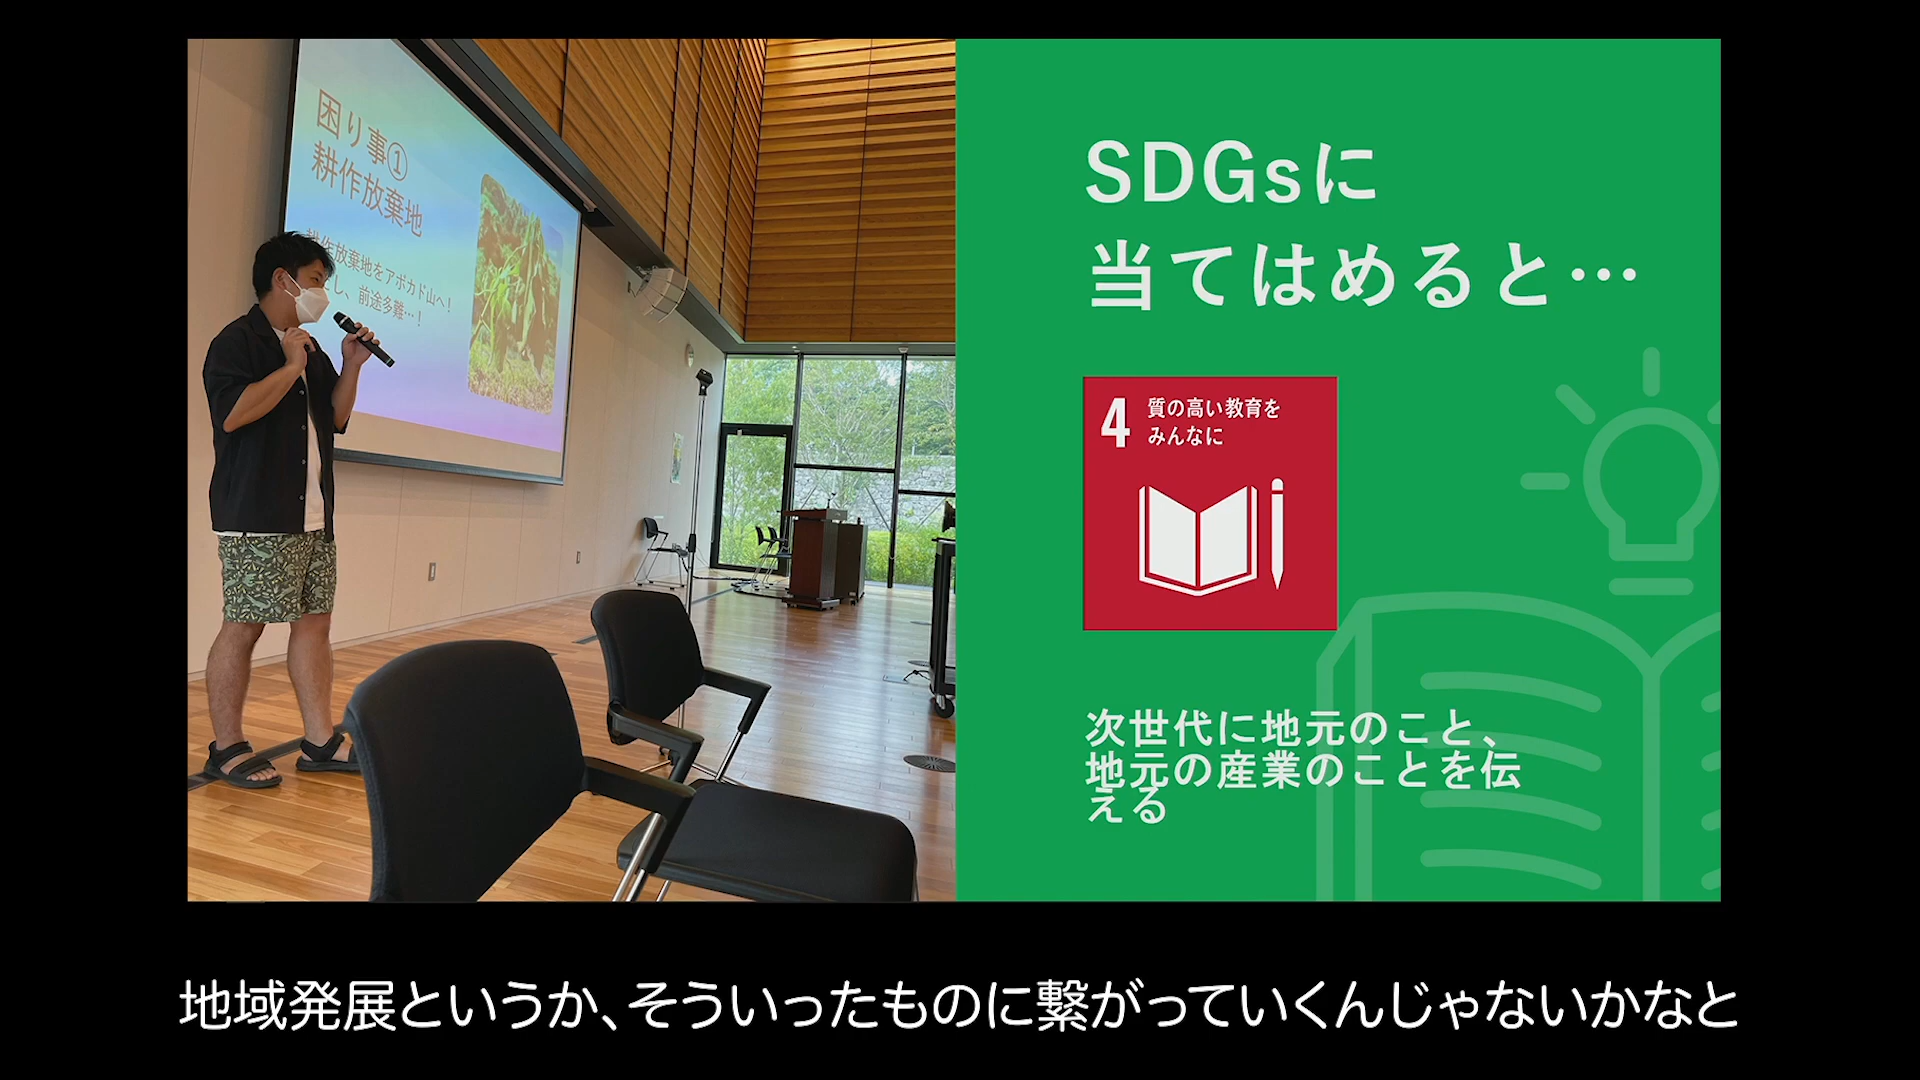 困り事①
耕作放棄地
耕作放棄地をアボカド山へ!
し、前途多難…!
SDGsに
当てはめると…
4 質の高い教育を
みんなに
次世代に地元のこと、
地元の産業のことを伝
える
地域発展というか、そういったものに繋がっていくんじゃないかなと